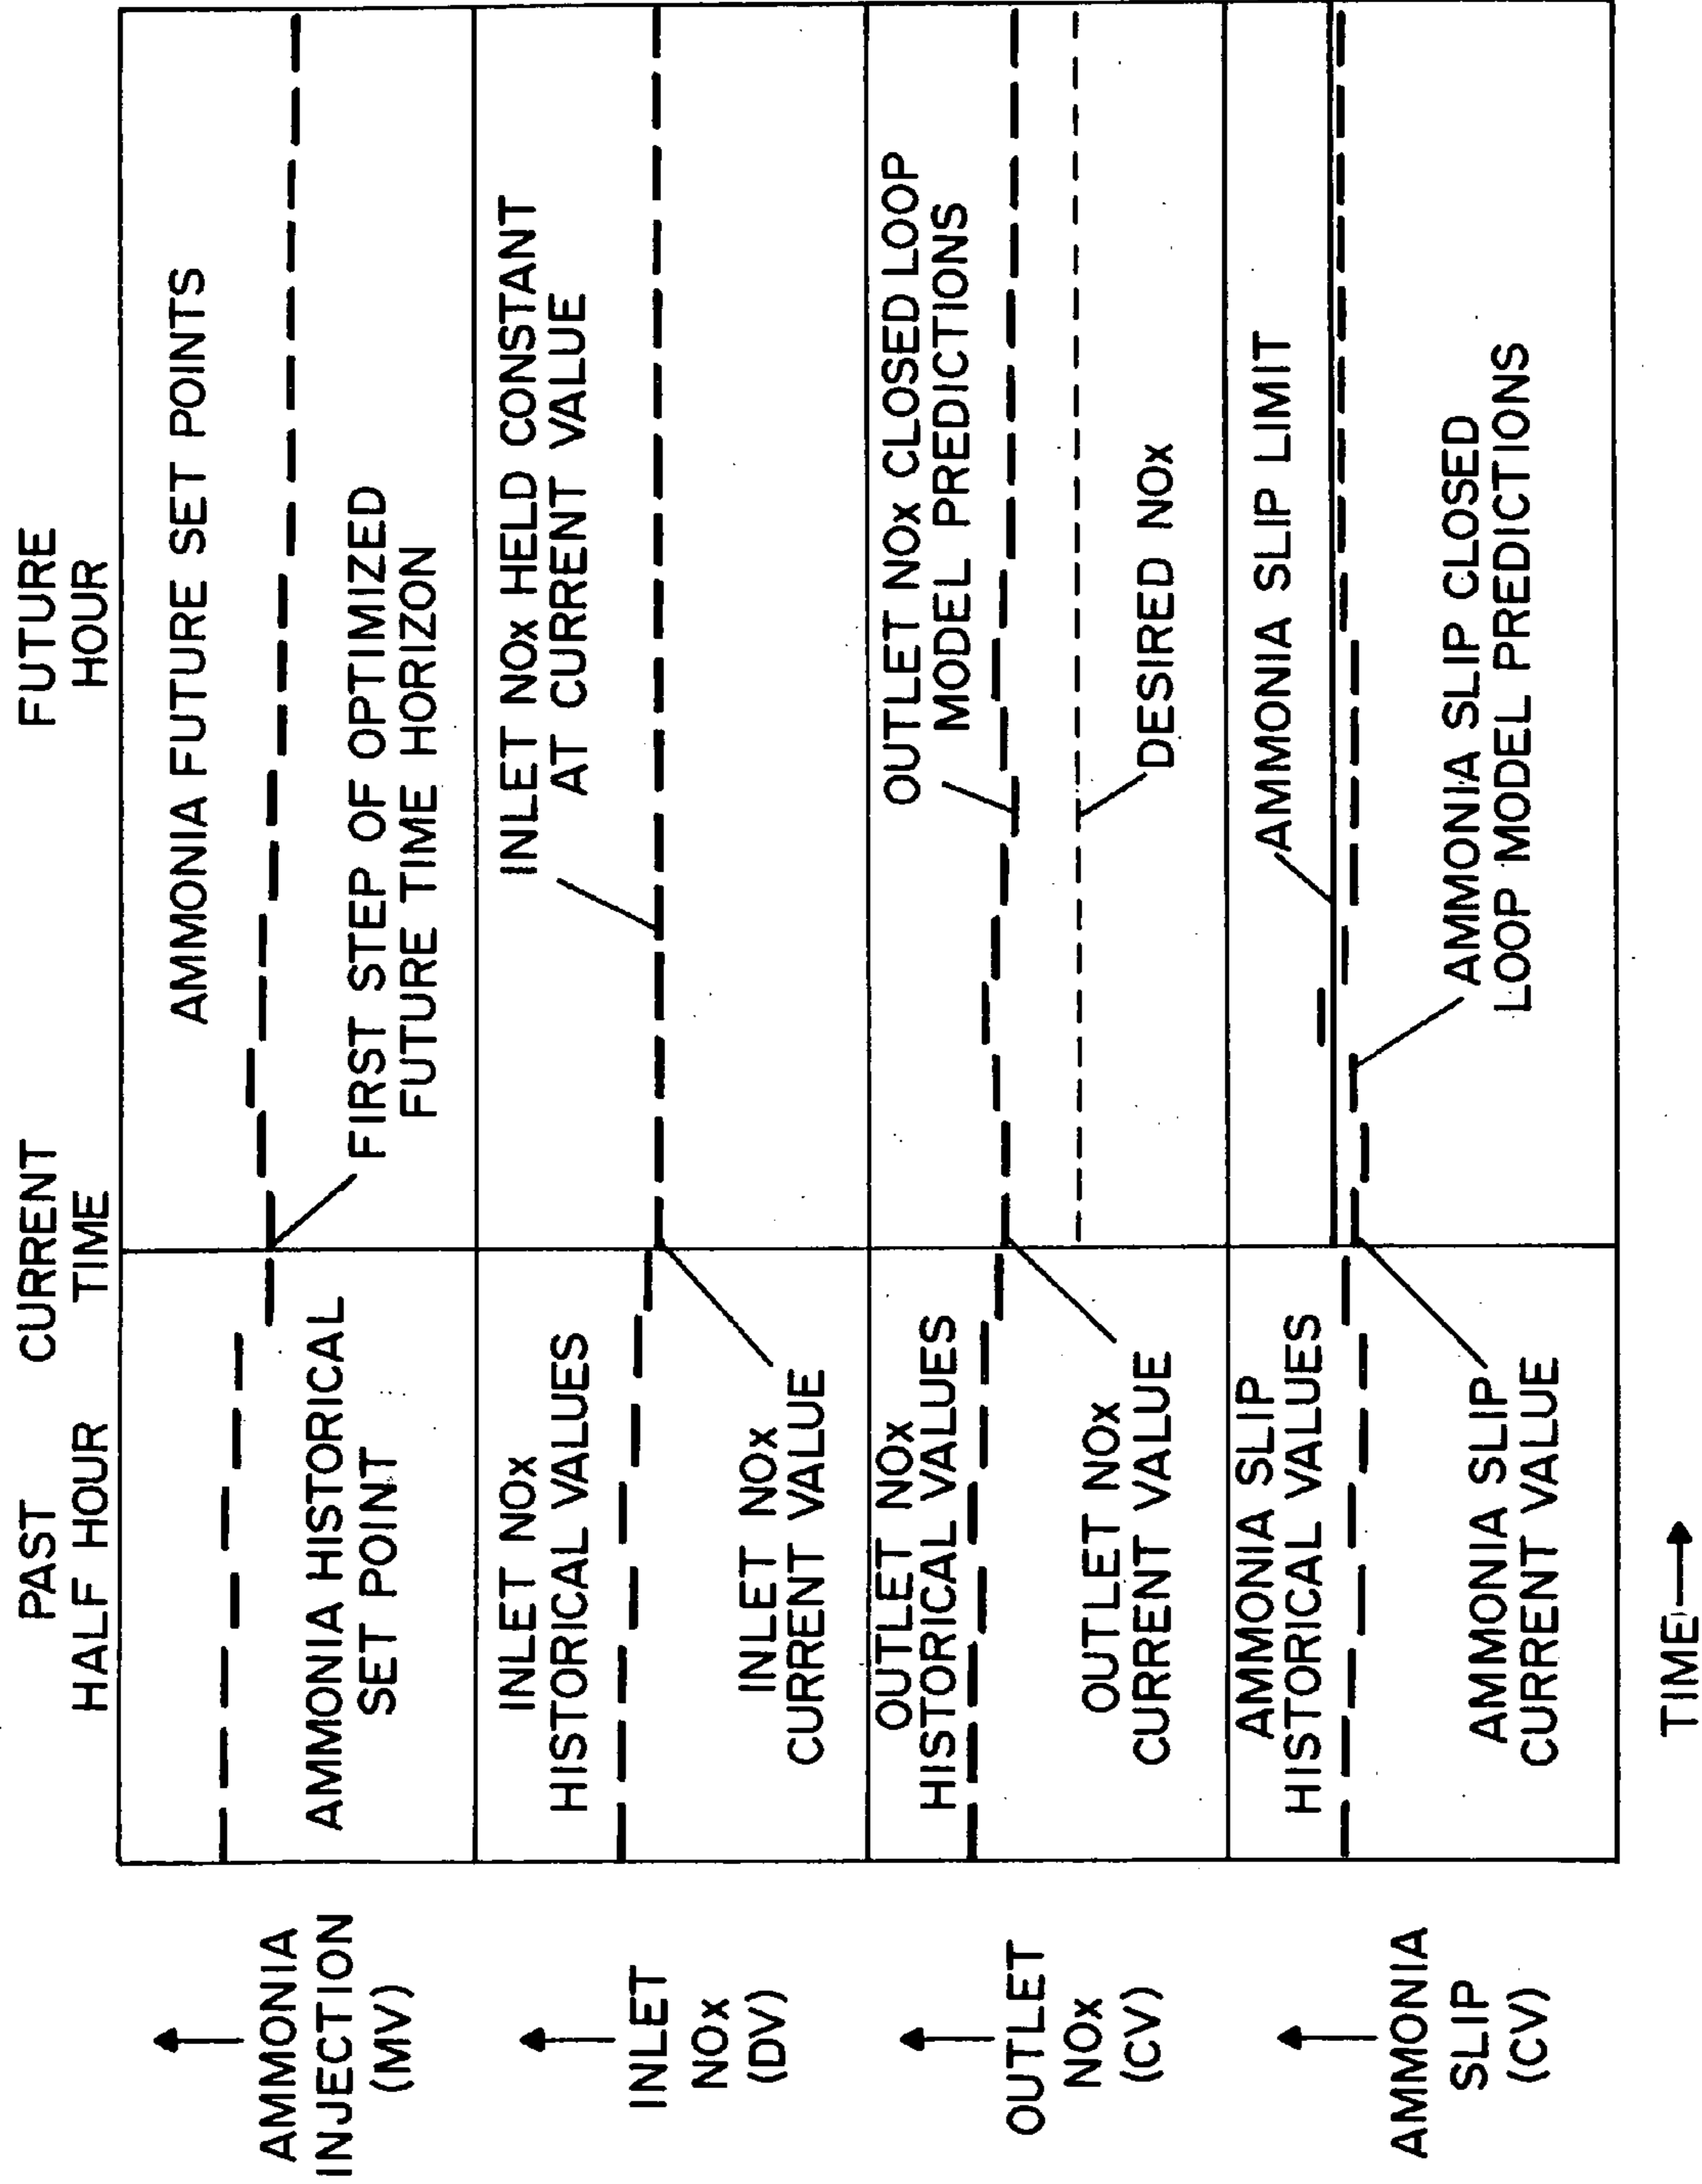 PAST
HALF HOUR
CURRENT
TIME
FUTURE
HOUR
AMMONIA
INJECTION
(MV)
AMMONIA HISTORICAL
SET POINT
AMMONIA FUTURE SET POINTS
FIRST STEP OF OPTIMIZED
FUTURE TIME HORIZON
INLET
NOx
(DV)
INLET NOx
HISTORICAL VALUES
INLET NOx
CURRENT VALUE
INLET NOx HELD CONSTANT
AT CURRENT VALUE
OUTLET
NOx
(CV)
OUTLET NOx
HISTORICAL VALUES
OUTLET NOx
CURRENT VALUE
OUTLET NOx CLOSED LOOP
MODEL PREDICTIONS
DESIRED NOx
AMMONIA
SLIP
(CV)
AMMONIA SLIP
HISTORICAL VALUES
AMMONIA SLIP
CURRENT VALUE
AMMONIA SLIP LIMIT
AMMONIA SLIP CLOSED
LOOP MODEL PREDICTIONS
TIME